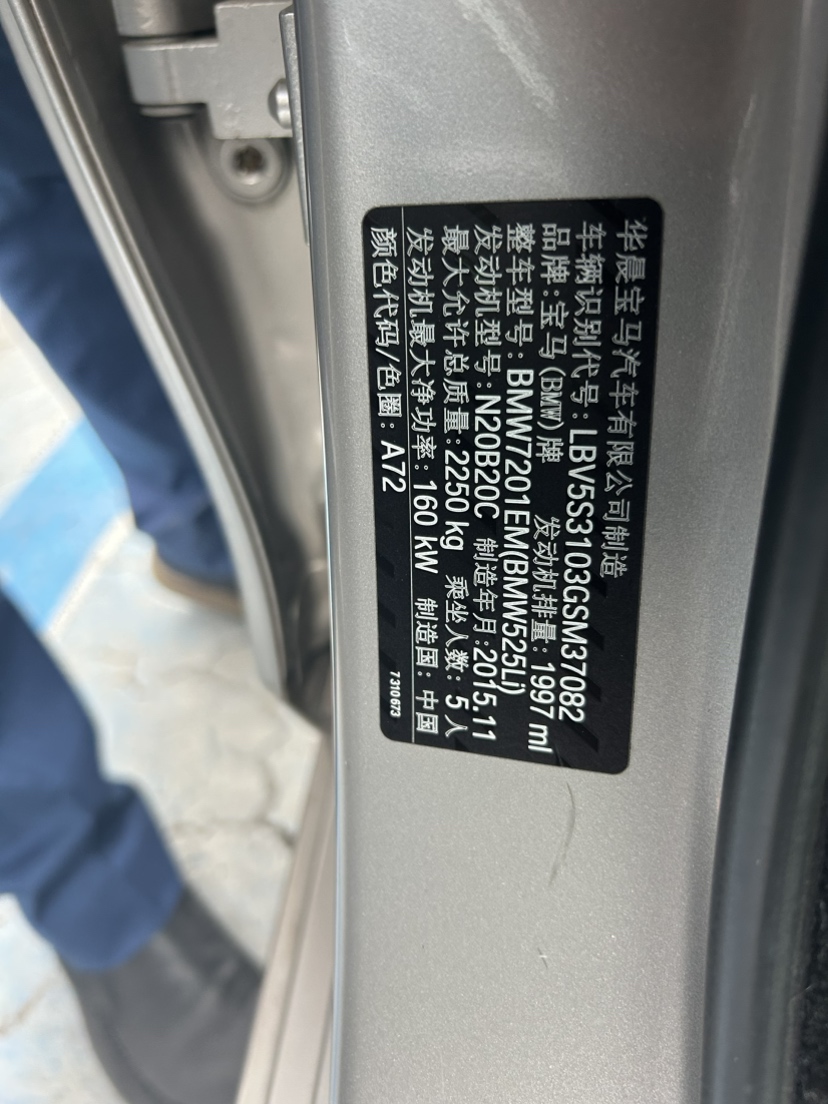 华晨宝马汽车有限公司制造
车辆识别代号: LBV5S3103GSM37082
品牌: 宝马(BMW)牌 发动机排量: 1997 ml
整车型号: BMW7201EM(BMW525Li)
发动机型号: N20B20C 制造年月: 2015.11
最大允许总质量: 2250 kg 乘坐人数: 5 人
发动机最大净功率: 160 kW 制造国: 中国
颜色代码/色圈: A72 7 310 673